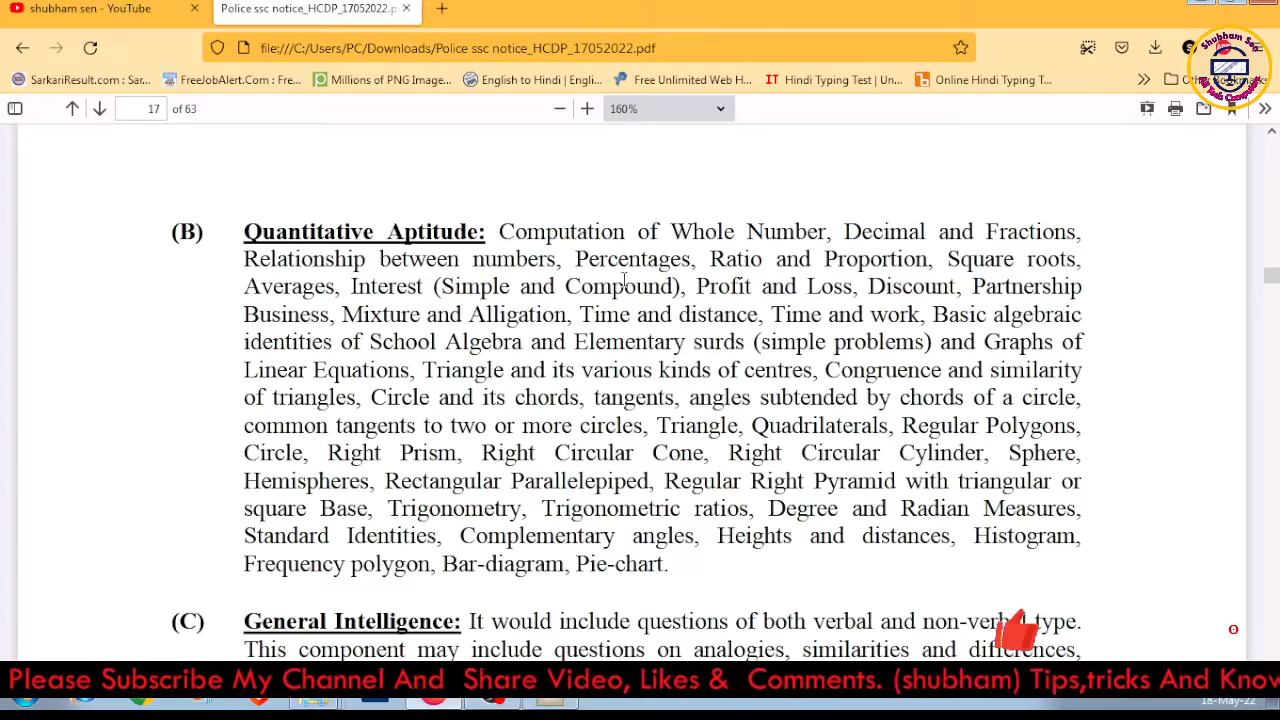 shubham sen - YouTube
Police ssc notice_HCDP_17052022.p
file:///C:/Users/PC/Downloads/Police ssc notice_HCDP_17052022.pdf
SarkariResult.com : Sar...
FreeJobAlert.Com : Fre...
Millions of PNG Image...
English to Hindi | Engli...
Free Unlimited Web H...
Hindi Typing Test | Un...
Online Hindi Typing T...
Shubham Sen
17 of 63
160%
(B) Quantitative Aptitude: Computation of Whole Number, Decimal and Fractions,
Relationship between numbers, Percentages, Ratio and Proportion, Square roots,
Averages, Interest (Simple and Compound), Profit and Loss, Discount, Partnership
Business, Mixture and Alligation, Time and distance, Time and work, Basic algebraic
identities of School Algebra and Elementary surds (simple problems) and Graphs of
Linear Equations, Triangle and its various kinds of centres, Congruence and similarity
of triangles, Circle and its chords, tangents, angles subtended by chords of a circle,
common tangents to two or more circles, Triangle, Quadrilaterals, Regular Polygons,
Circle, Right Prism, Right Circular Cone, Right Circular Cylinder, Sphere,
Hemispheres, Rectangular Parallelepiped, Regular Right Pyramid with triangular or
square Base, Trigonometry, Trigonometric ratios, Degree and Radian Measures,
Standard Identities, Complementary angles, Heights and distances, Histogram,
Frequency polygon, Bar-diagram, Pie-chart.
(C) General Intelligence: It would include questions of both verbal and non-verbal type.
This component may include questions on analogies, similarities and differences,
Please Subscribe My Channel And Share Video, Likes & Comments. (shubham) Tips,tricks And Know
18-May-22